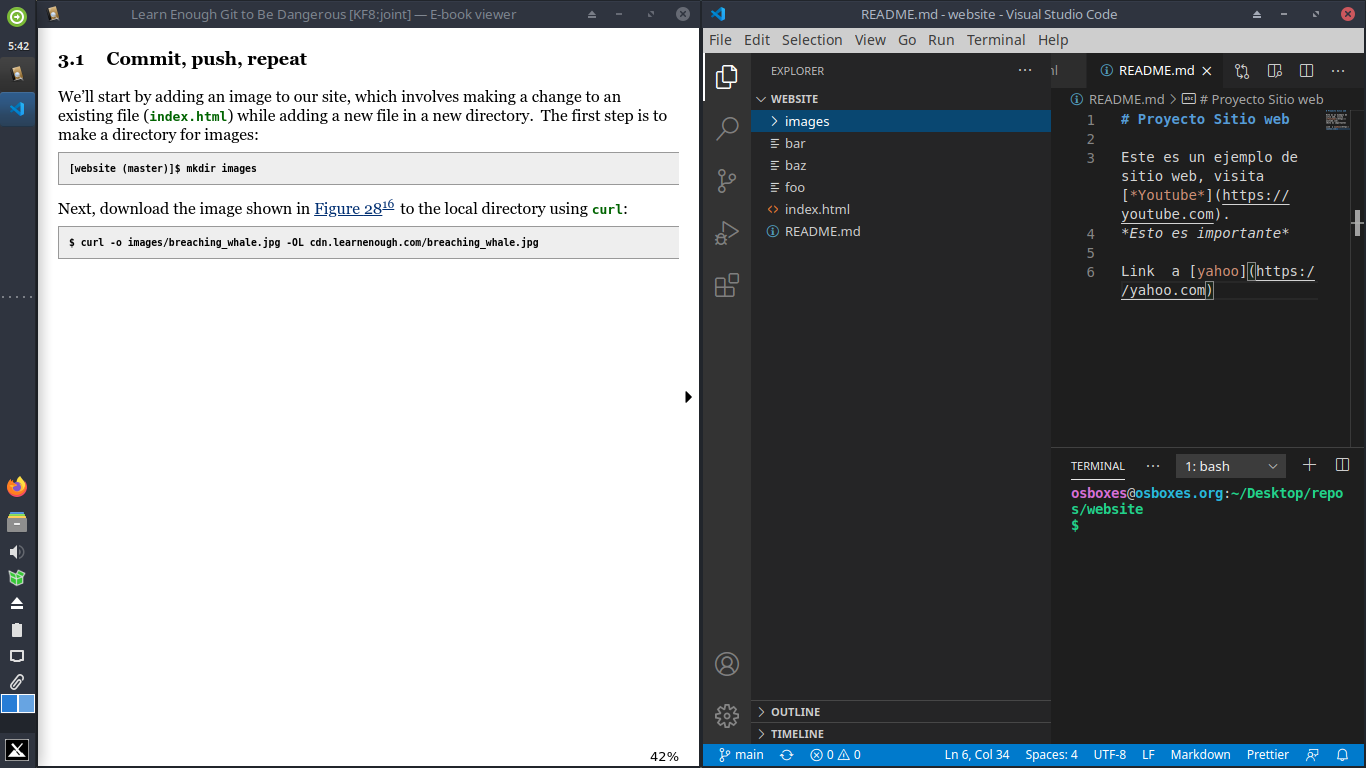 Learn Enough Git to Be Dangerous [KF8:joint] — E-book viewer
5:42
3.1 Commit, push, repeat
We’ll start by adding an image to our site, which involves making a change to an
existing file (index.html) while adding a new file in a new directory. The first step is to
make a directory for images:
[website (master)]$ mkdir images
Next, download the image shown in Figure 28¹⁶ to the local directory using curl:
$ curl -o images/breaching_whale.jpg -OL cdn.learnenough.com/breaching_whale.jpg
42%
README.md - website - Visual Studio Code
File Edit Selection View Go Run Terminal Help
EXPLORER
WEBSITE
images
bar
baz
foo
index.html
README.md
OUTLINE
TIMELINE
nl README.md
README.md > # Proyecto Sitio web
1 # Proyecto Sitio web
2
3 Este es un ejemplo de
sitio web, visita
[*Youtube*](https://
youtube.com).
4 *Esto es importante*
5
6 Link a [yahoo](https:/
/yahoo.com)
TERMINAL 1: bash
osboxes@osboxes.org:~/Desktop/repo
s/website
$
main 0 0 Ln 6, Col 34 Spaces: 4 UTF-8 LF Markdown Prettier